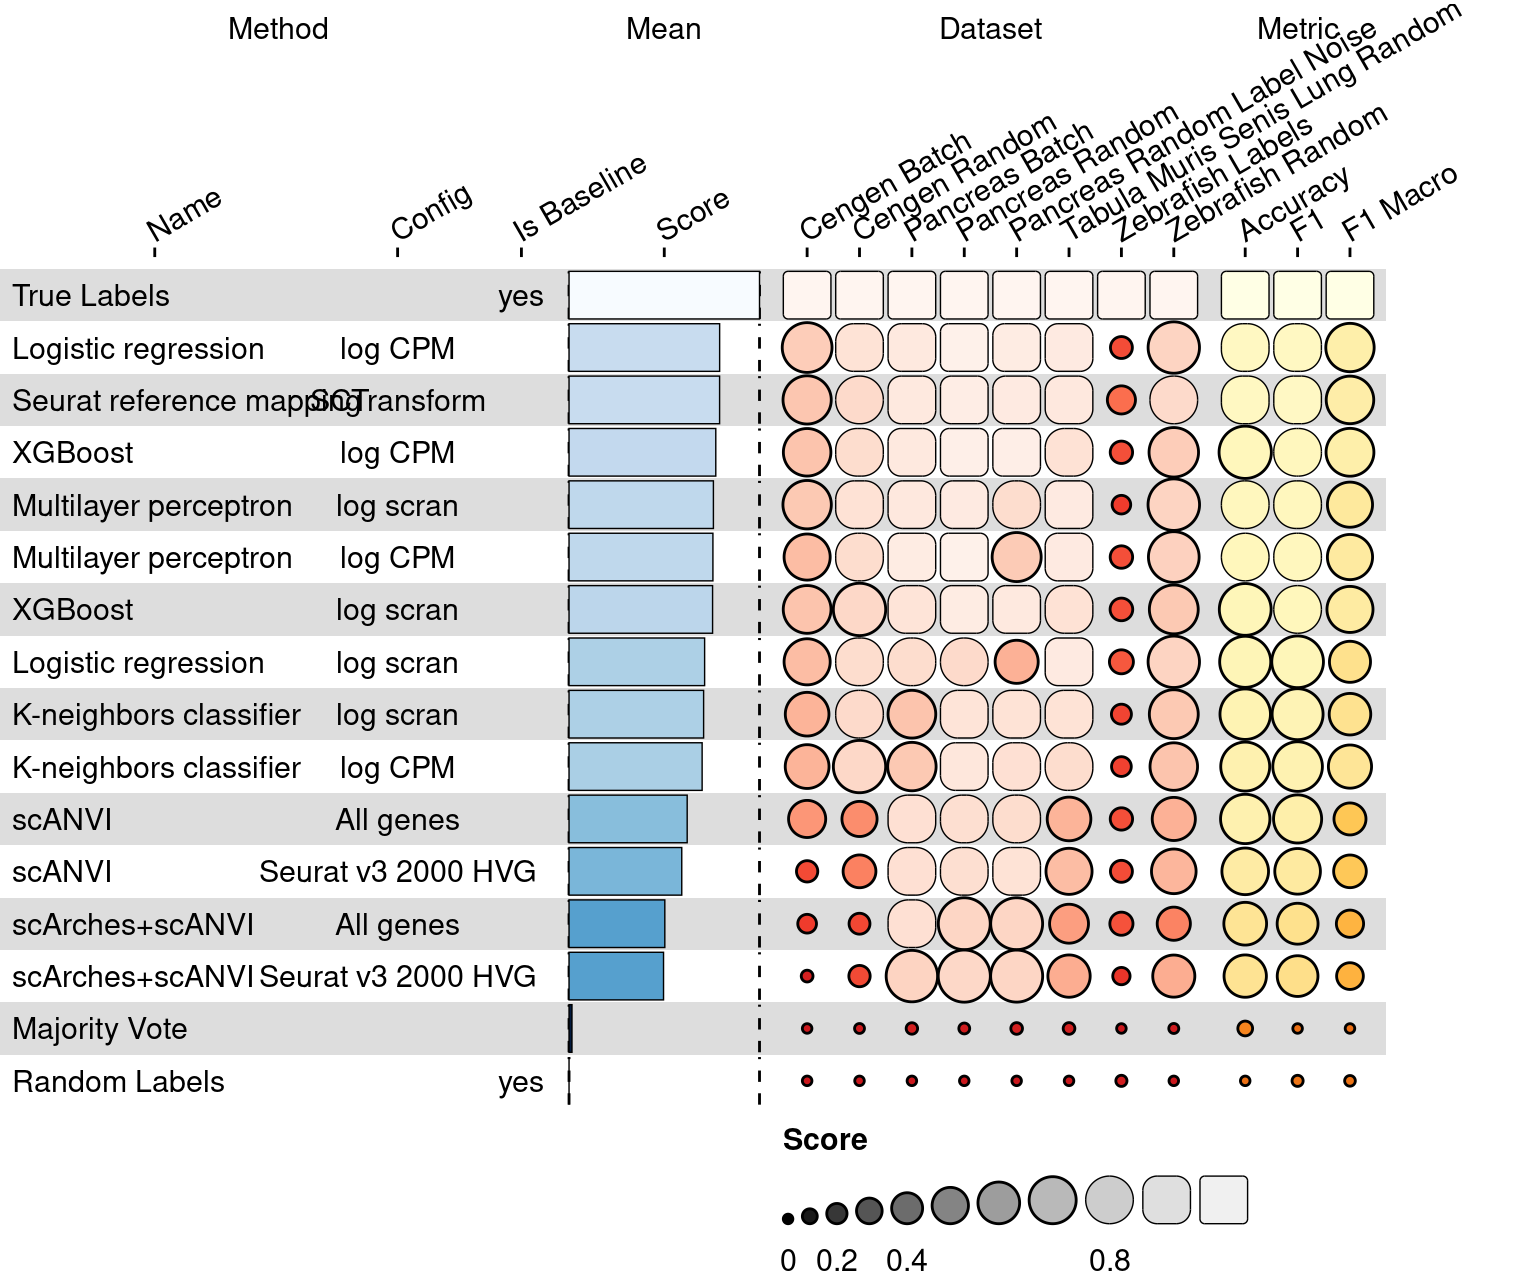 Method Mean Dataset Metric
Name
Config
Is Baseline
Score
Cengen Batch
Cengen Random
Pancreas Batch
Pancreas Random
Pancreas Random Label Noise
Tabula Muris Senis Lung Random
Zebrafish Labels
Zebrafish Random
Accuracy
F1
F1 Macro
True Labels yes
Logistic regression log CPM
Seurat reference mapping SCTransform
XGBoost log CPM
Multilayer perceptron log scran
Multilayer perceptron log CPM
XGBoost log scran
Logistic regression log scran
K-neighbors classifier log scran
K-neighbors classifier log CPM
scANVI All genes
scANVI Seurat v3 2000 HVG
scArches+scANVI All genes
scArches+scANVI Seurat v3 2000 HVG
Majority Vote
Random Labels yes
Score
0 0.2 0.4 0.8